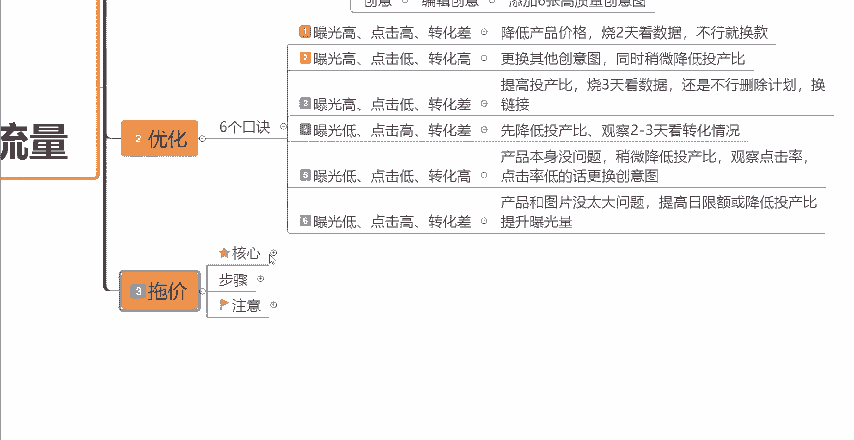 创意 编辑创意 添加6张高质量创意图
1 曝光高、点击高、转化差 降低产品价格，烧2天看数据，不行就换款
2 曝光高、点击低、转化高 更换其他创意图，同时稍微降低投产比
提高投产比，烧3天看数据，还是不行删除计划，换
3 曝光高、点击低、转化差 链接
流量
2 优化
6个口诀
4 曝光低、点击高、转化差 先降低投产比、观察2-3天看转化情况
产品本身没问题，稍微降低投产比，观察点击率，
5 曝光低、点击低、转化高 点击率低的话更换创意图
产品和图片没太大问题，提高日限额或降低投产比
6 曝光低、点击高、转化高 提升曝光量
核心
3 拖价
步骤
注意